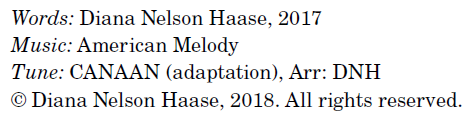 Words: Diana Nelson Haase, 2017
Music: American Melody
Tune: CANAAN (adaptation), Arr: DNH
© Diana Nelson Haase, 2018. All rights reserved.